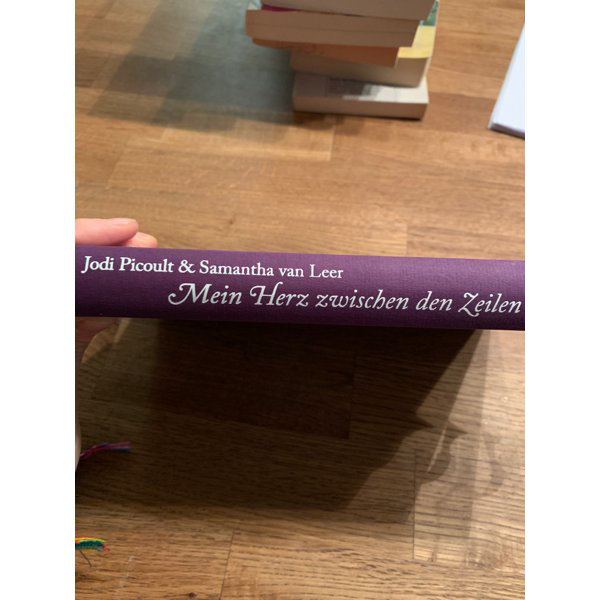 Jodi Picoult & Samantha van Leer
Mein Herz zwischen den Zeilen